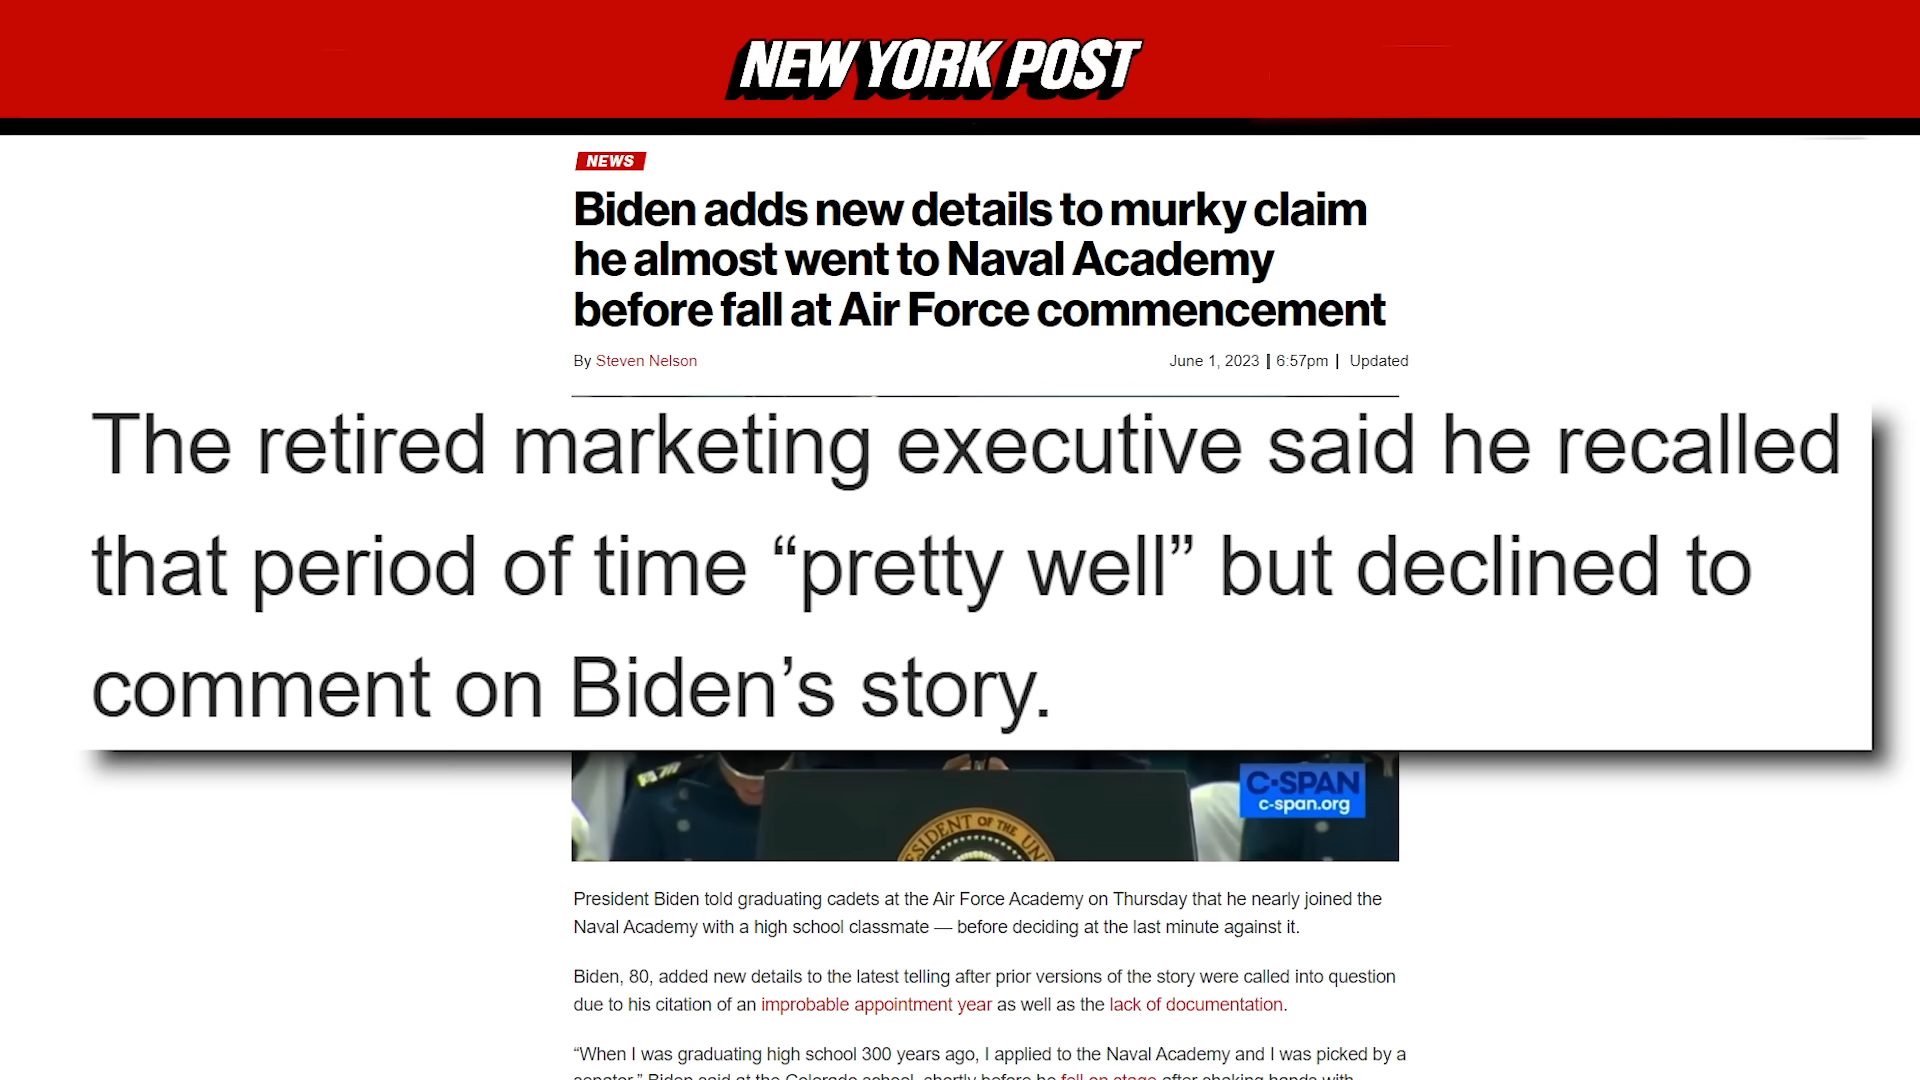 NEW YORK POST
NEWS
Biden adds new details to murky claim
he almost went to Naval Academy
before fall at Air Force commencement
By Steven Nelson
June 1, 2023 | 6:57pm | Updated
The retired marketing executive said he recalled
that period of time “pretty well” but declined to
comment on Biden’s story.
C-SPAN
c-span.org
SIDENT OF THE UN
President Biden told graduating cadets at the Air Force Academy on Thursday that he nearly joined the
Naval Academy with a high school classmate — before deciding at the last minute against it.
Biden, 80, added new details to the latest telling after prior versions of the story were called into question
due to his citation of an improbable appointment year as well as the lack of documentation.
“When I was graduating high school 300 years ago, I applied to the Naval Academy and I was picked by a
senator,” Biden said at the Colorado school, shortly before he fell on stage after shaking hands with